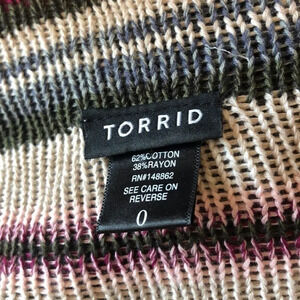 TORRID
62%COTTON
38%RAYON
RN#148862
SEE CARE ON
REVERSE
0